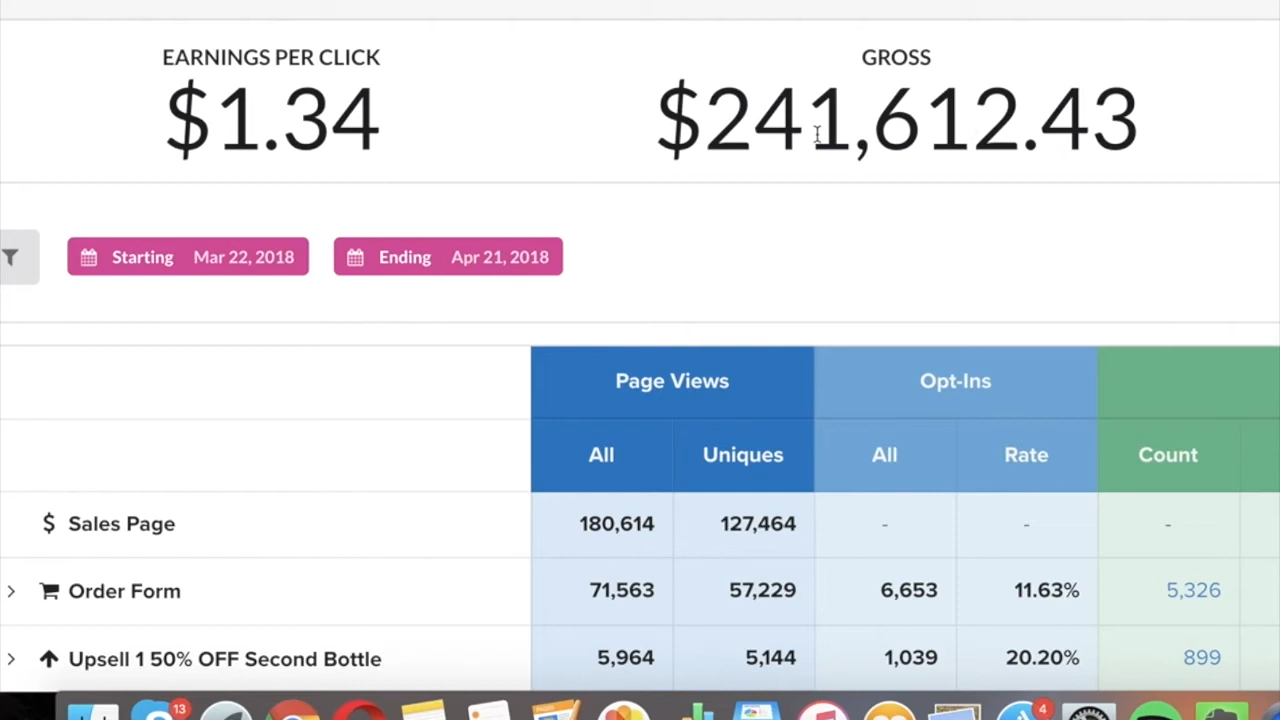 EARNINGS PER CLICK
$1.34
GROSS
$241,612.43
Starting Mar 22, 2018
Ending Apr 21, 2018
Page Views Opt-Ins
All Uniques All Rate Count
$ Sales Page 180,614 127,464 - - -
Order Form 71,563 57,229 6,653 11.63% 5,326
Upsell 1 50% OFF Second Bottle 5,964 5,144 1,039 20.20% 899
13 4